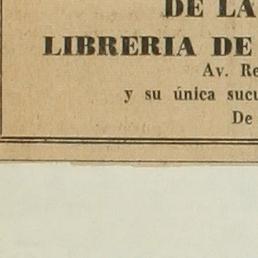 DE LA
LIBRERIA DE
Av. Re
y su única sucu
De